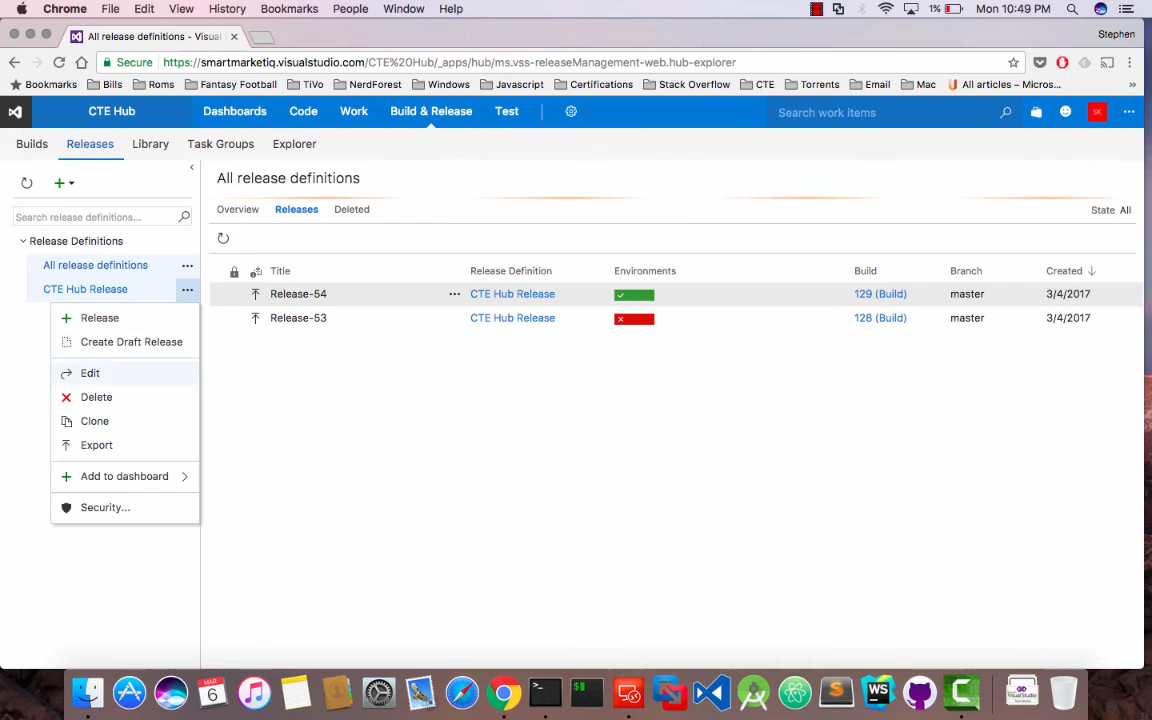 Chrome File Edit View History Bookmarks People Window Help 1% Mon 10:49 PM
All release definitions - Visual Stephen
Secure https://smartmarketiq.visualstudio.com/CTE%20Hub/_apps/hub/ms.vss-releaseManagement-web.hub-explorer
Bookmarks Bills Roms Fantasy Football TiVo NerdForest Windows Javascript Certifications Stack Overflow CTE Torrents Email Mac All articles – Micros... »
CTE Hub Dashboards Code Work Build & Release Test Search work items SK
Builds Releases Library Task Groups Explorer
All release definitions
Search release definitions...
Overview Releases Deleted State All
Release Definitions
All release definitions
CTE Hub Release
Title Release Definition Environments Build Branch Created
Release-54 CTE Hub Release 129 (Build) master 3/4/2017
Release-53 CTE Hub Release 128 (Build) master 3/4/2017
Release
Create Draft Release
Edit
Delete
Clone
Export
Add to dashboard
Security...
MAR
6
WS